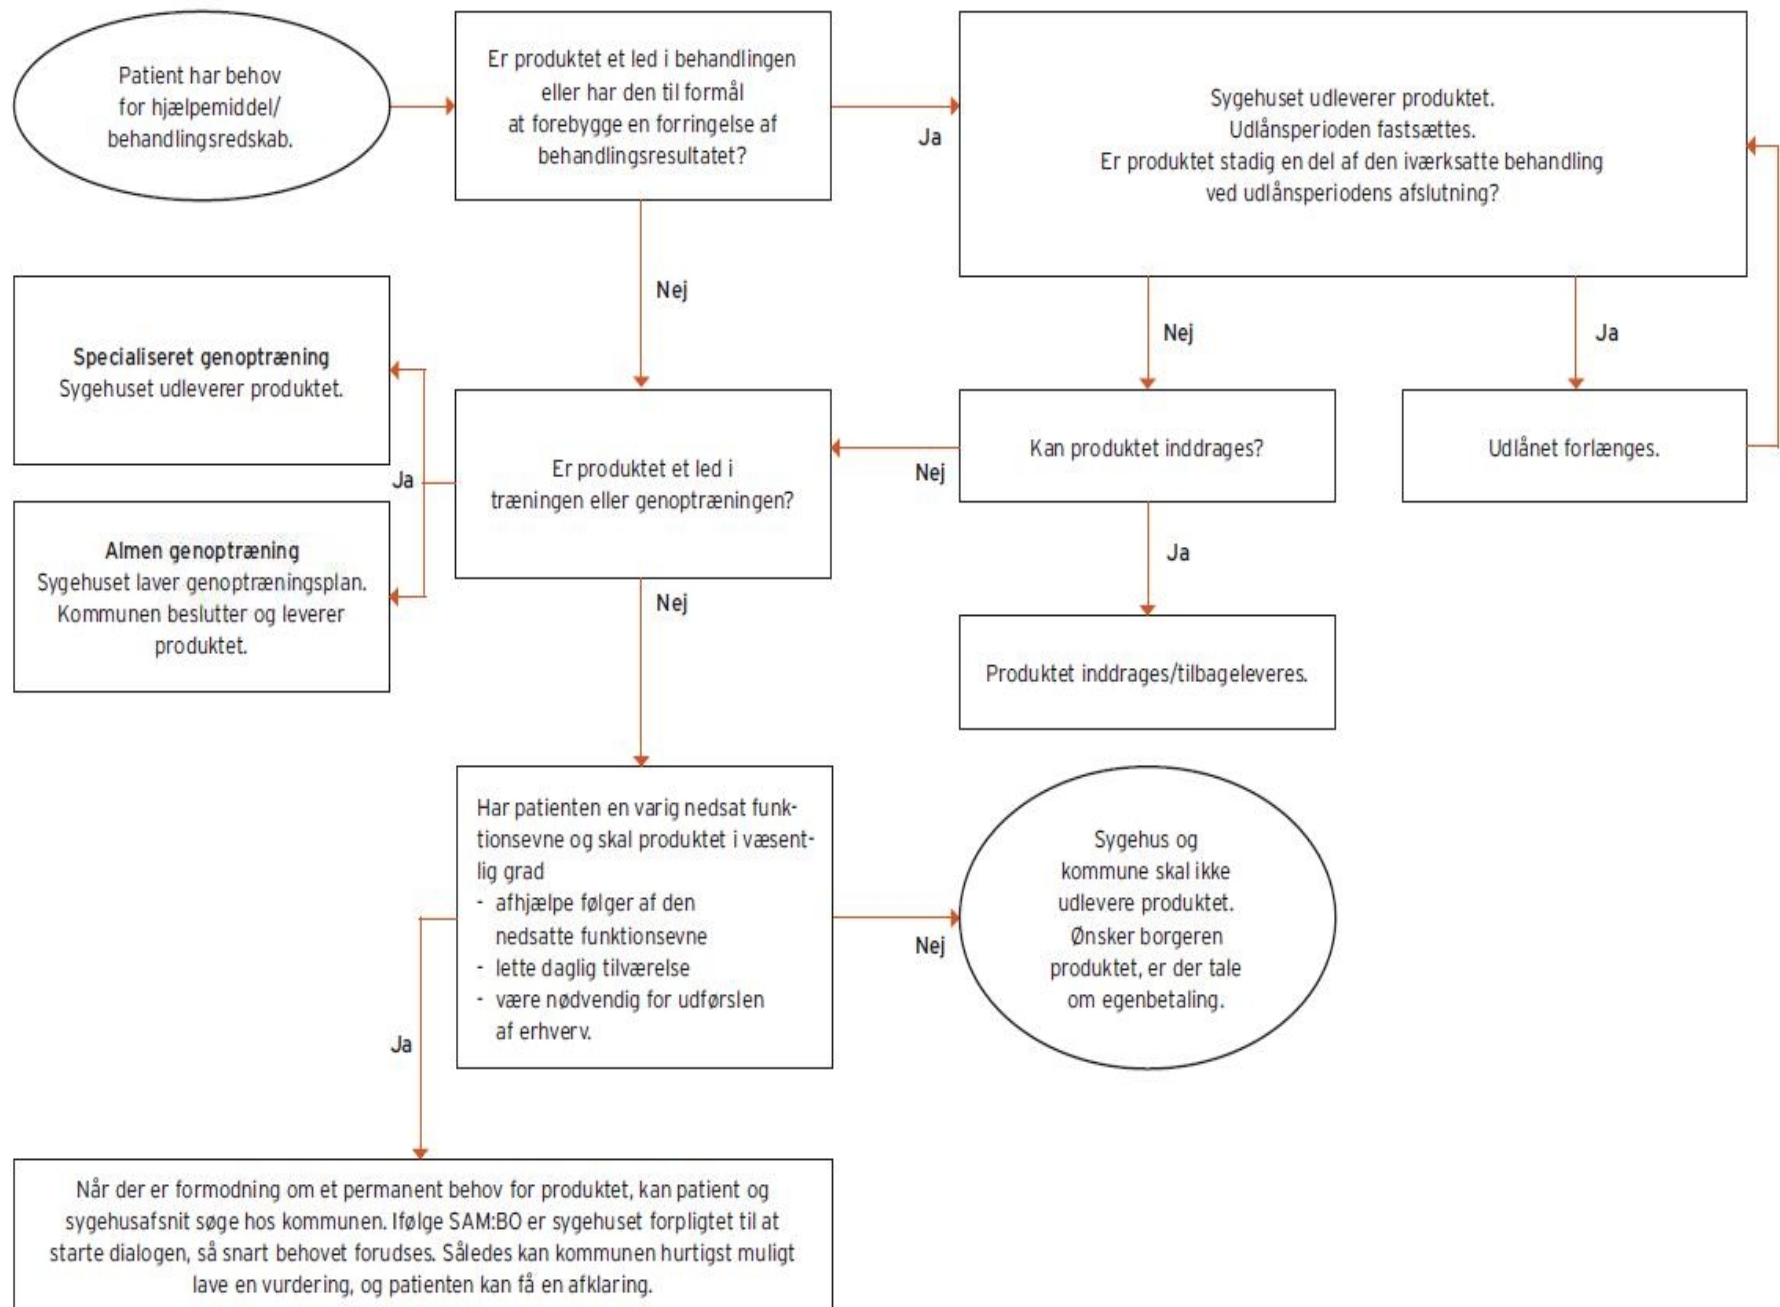 Patient har behov
for hjælpemiddel/
behandlingsredskab.
Er produktet et led i behandlingen
eller har den til formål
at forebygge en forringelse af
behandlingsresultatet?
Ja
Sygehuset udleverer produktet.
Udlånsperioden fastsættes.
Er produktet stadig en del af den iværksatte behandling
ved udlånsperiodens afslutning?
Nej
Nej
Ja
Specialiseret genoptræning
Sygehuset udleverer produktet.
Ja
Er produktet et led i
træningen eller genoptræningen?
Nej
Kan produktet inddrages?
Udlånet forlænges.
Almen genoptræning
Sygehuset laver genoptræningsplan.
Kommunen beslutter og leverer
produktet.
Nej
Ja
Produktet inddrages/tilbageleveres.
Har patienten en varig nedsat funk-
tionsevne og skal produktet i væsent-
lig grad
- afhjælpe følger af den
nedsatte funktionsevne
- lette daglig tilværelse
- være nødvendig for udførslen
af erhverv.
Nej
Sygehus og
kommune skal ikke
udlevere produktet.
Ønsker borgeren
produktet, er der tale
om egenbetaling.
Ja
Når der er formodning om et permanent behov for produktet, kan patient og
sygehusafsnit søge hos kommunen. Ifølge SAM:BO er sygehuset forpligtet til at
starte dialogen, så snart behovet forudses. Således kan kommunen hurtigst muligt
lave en vurdering, og patienten kan få en afklaring.